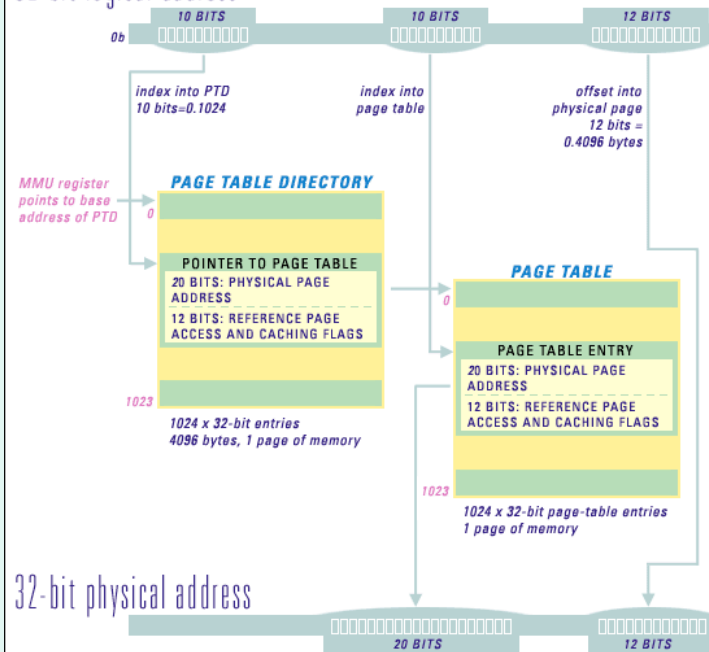 10 BITS
10 BITS
12 BITS
0b
index into PTD
10 bits=0.1024
index into
page table
offset into
physical page
12 bits =
0.4096 bytes
MMU register
points to base
address of PTD
PAGE TABLE DIRECTORY
0
POINTER TO PAGE TABLE
20 BITS: PHYSICAL PAGE
ADDRESS
12 BITS: REFERENCE PAGE
ACCESS AND CACHING FLAGS
1023
1024 x 32-bit entries
4096 bytes, 1 page of memory
PAGE TABLE
0
PAGE TABLE ENTRY
20 BITS: PHYSICAL PAGE
ADDRESS
12 BITS: REFERENCE PAGE
ACCESS AND CACHING FLAGS
1023
1024 x 32-bit page-table entries
1 page of memory
32-bit physical address
20 BITS
12 BITS